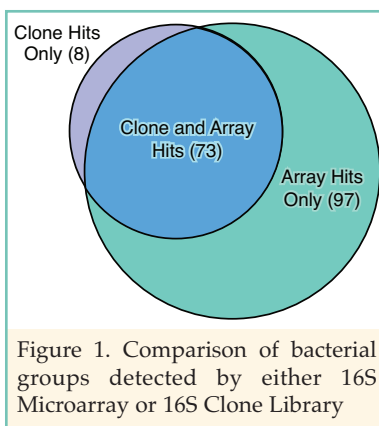 Clone Hits
Only (8)
Clone and Array
Hits (73)
Array Hits
Only (97)
Figure 1. Comparison of bacterial
groups detected by either 16S
Microarray or 16S Clone Library